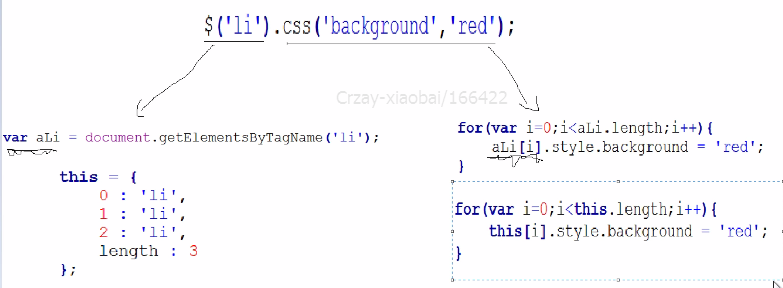 $('li').css('background','red');
Crzay-xiaobai/166422
var aLi = document.getElementsByTagName('li');
this = {
0 : 'li',
1 : 'li',
2 : 'li',
length : 3
};
for(var i=0;i<aLi.length;i++){
aLi[i].style.background = 'red';
}
for(var i=0;i<this.length;i++){
this[i].style.background = 'red';
}